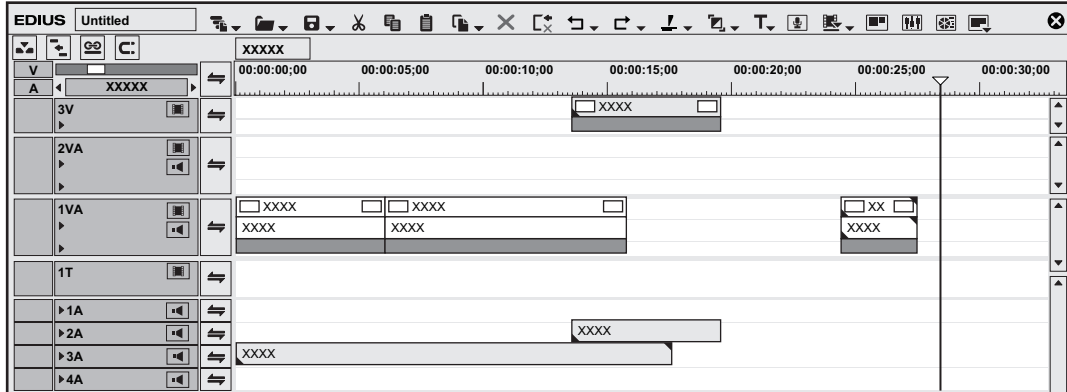 EDIUS Untitled
XXXXX
V 00:00:00;00 00:00:05;00 00:00:10;00 00:00:15;00 00:00:20;00 00:00:25;00 00:00:30;00
A XXXXX
3V XXXX
2VA
1VA XXXX XXXX XX
XXXX XXXX XXXX
1T
1A
2A XXXX
3A XXXX
4A